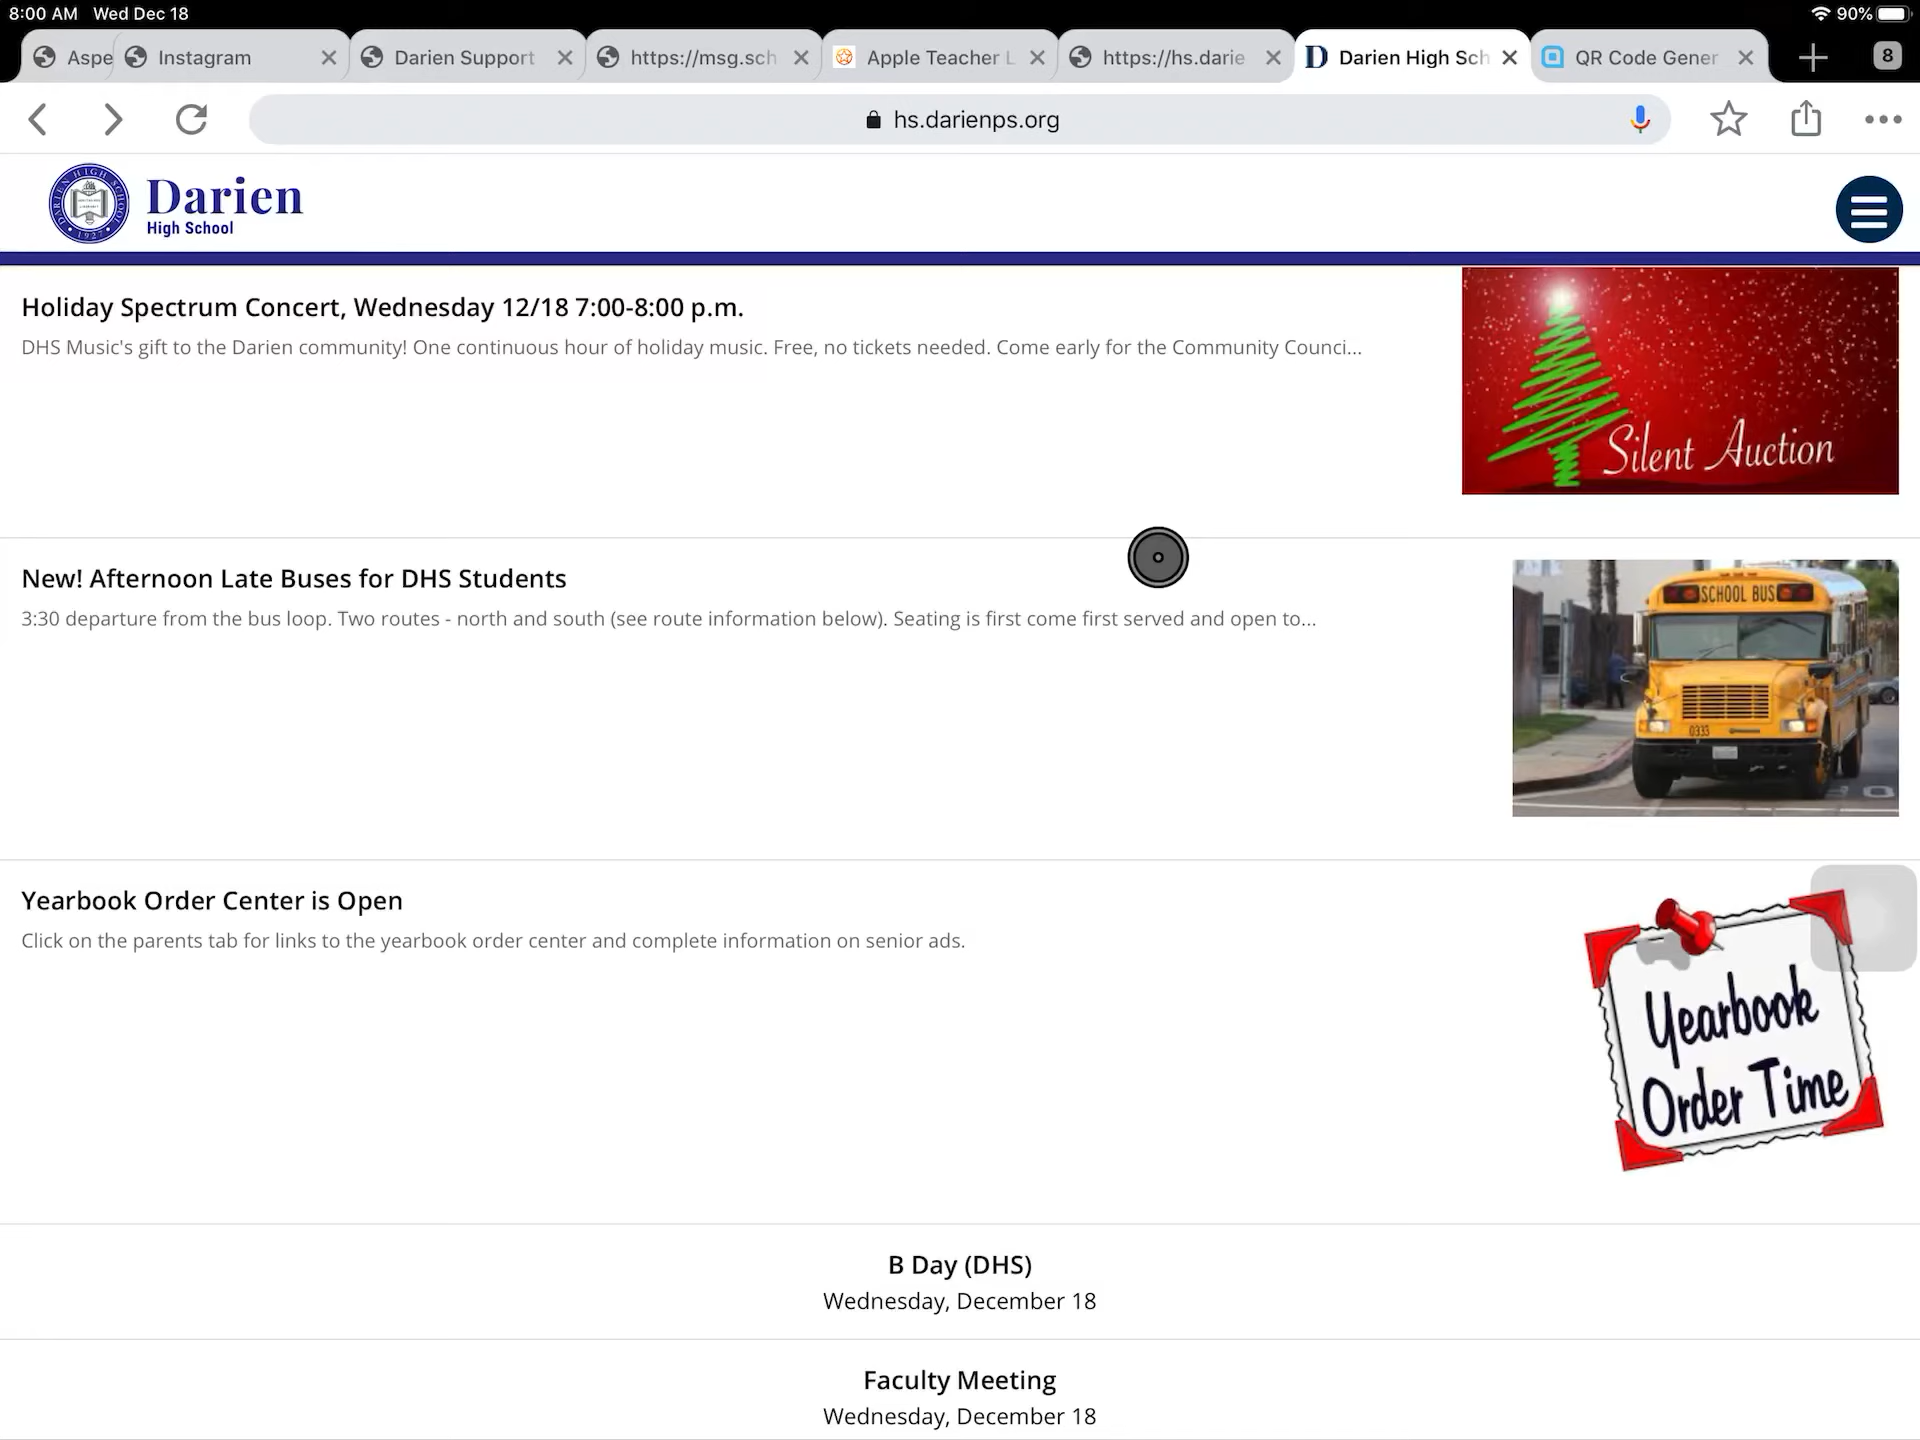 8:00 AM Wed Dec 18
90%
Aspe
Instagram
Darien Support
https://msg.sch
Apple Teacher L
https://hs.darie
Darien High Sch
QR Code Gener
8
hs.darienps.org
Darien
High School
Holiday Spectrum Concert, Wednesday 12/18 7:00-8:00 p.m.
DHS Music's gift to the Darien community! One continuous hour of holiday music. Free, no tickets needed. Come early for the Community Counci...
Silent Auction
New! Afternoon Late Buses for DHS Students
3:30 departure from the bus loop. Two routes - north and south (see route information below). Seating is first come first served and open to...
SCHOOL BUS
0333
Yearbook Order Center is Open
Click on the parents tab for links to the yearbook order center and complete information on senior ads.
Yearbook
Order Time
B Day (DHS)
Wednesday, December 18
Faculty Meeting
Wednesday, December 18